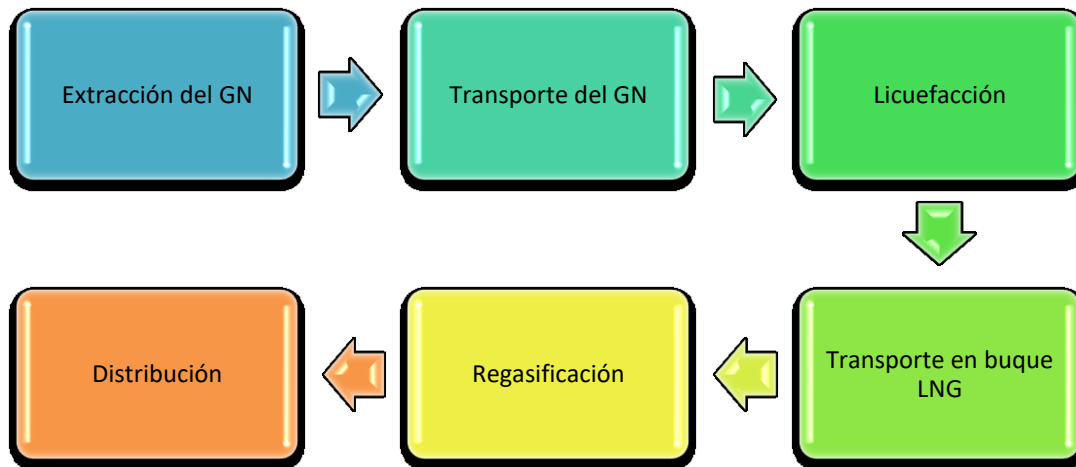 Extracción del GN
Transporte del GN
Licuefacción
Transporte en buque
LNG
Regasificación
Distribución